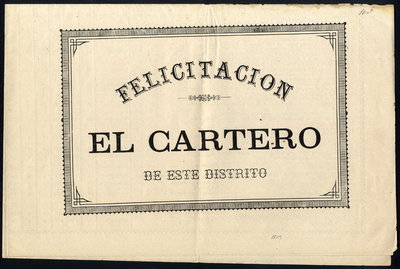 FELICITACION
EL CARTERO
DE ESTE DISTRITO